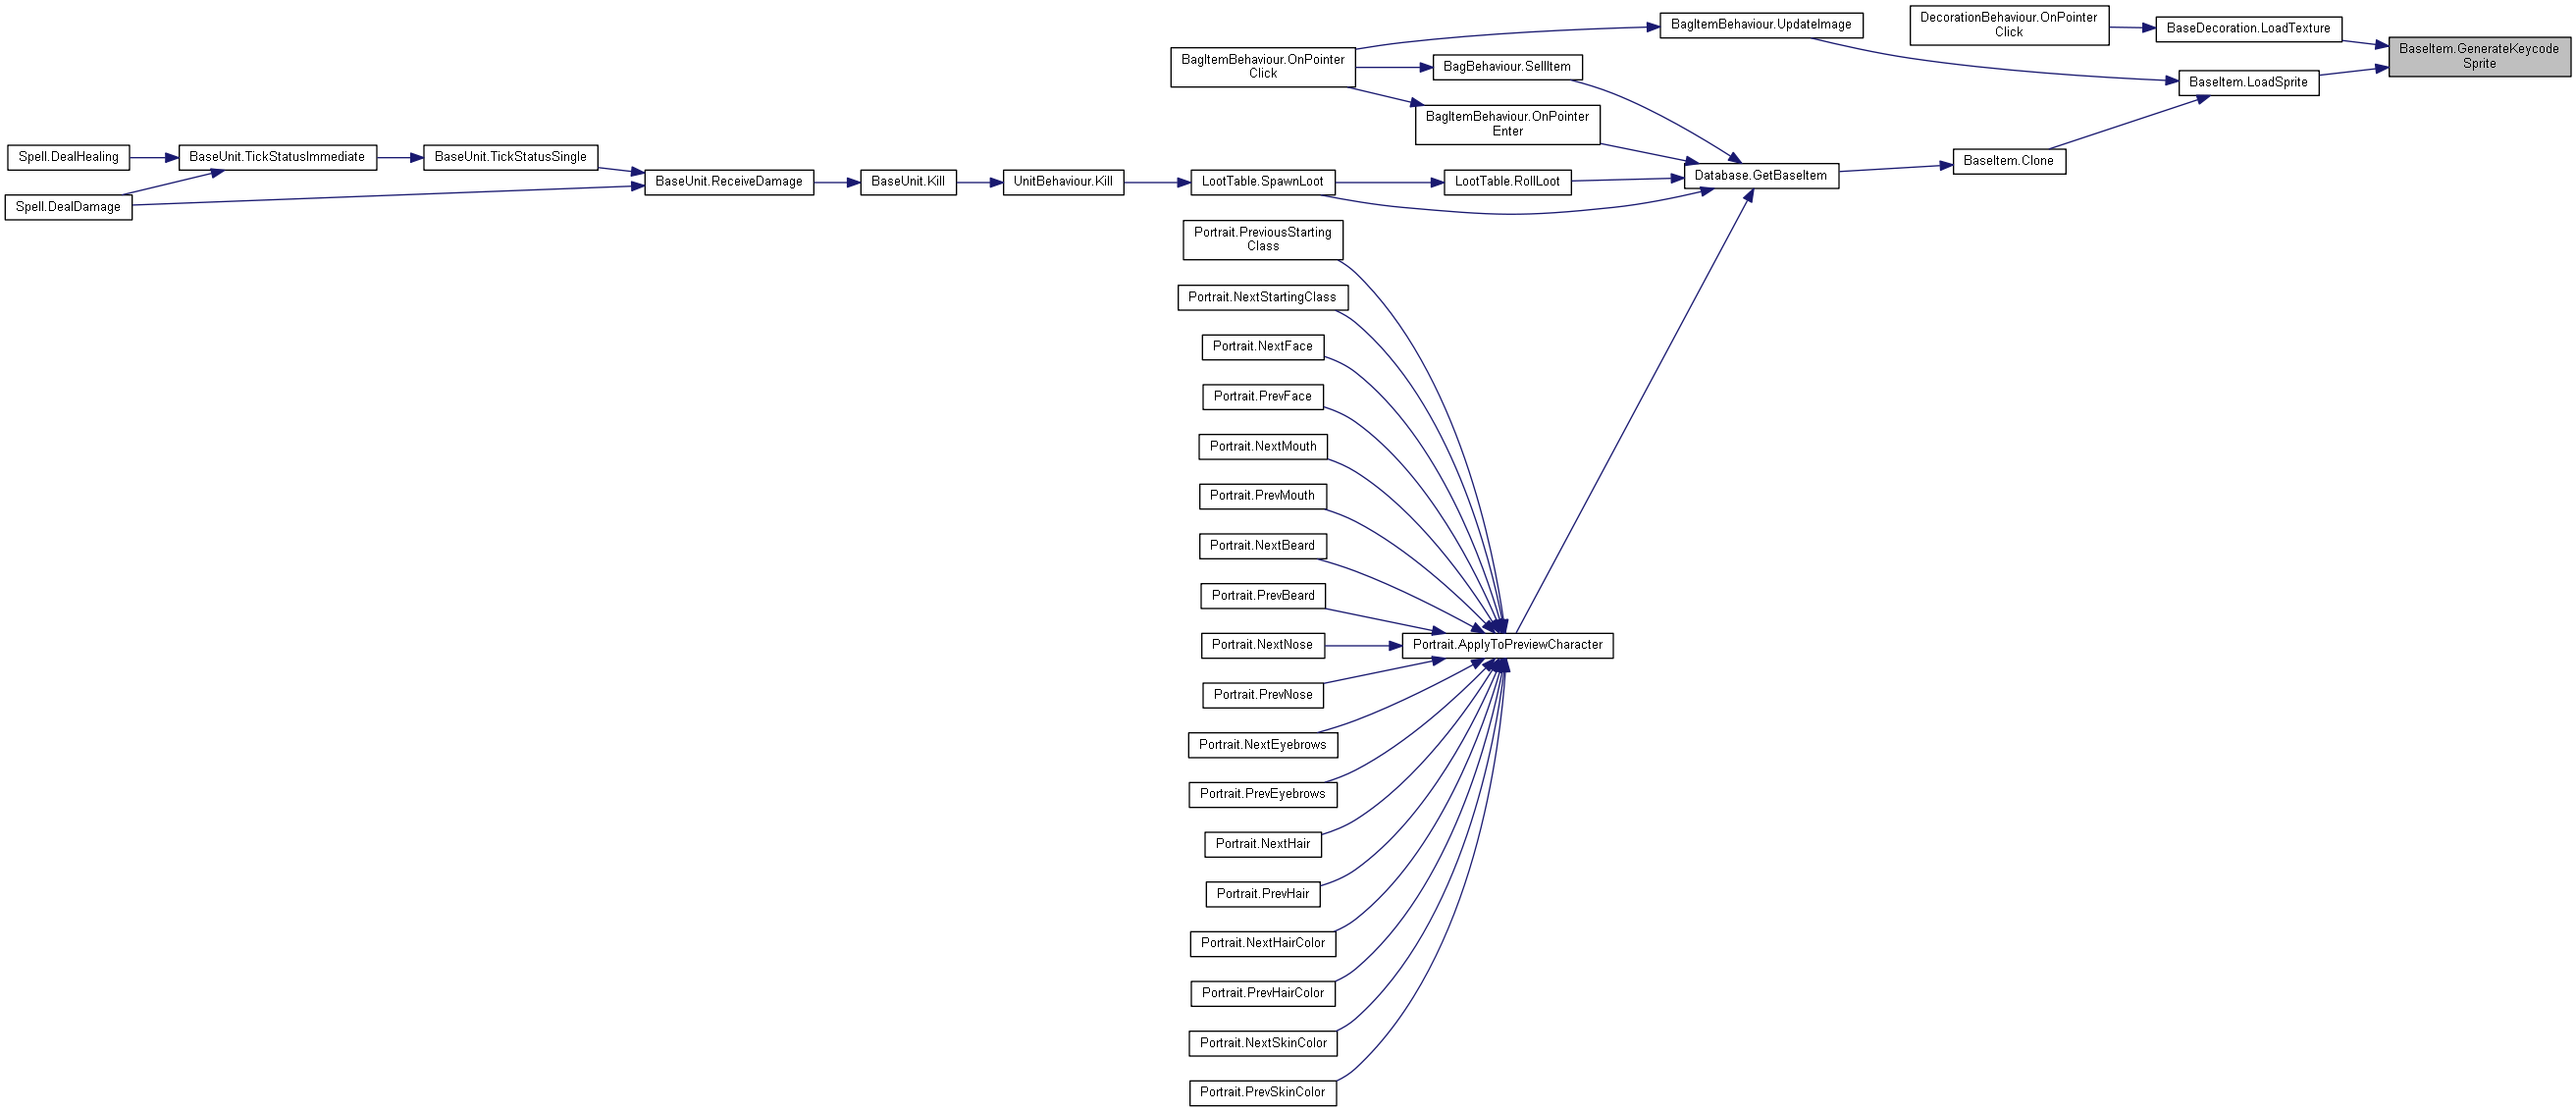 DecorationBehaviour.OnPointer
Click
BaseDecoration.LoadTexture
BaseItem.GenerateKeycode
Sprite
BagItemBehaviour.UpdateImage
BagItemBehaviour.OnPointer
Click
BagBehaviour.SellItem
BaseItem.LoadSprite
BagItemBehaviour.OnPointer
Enter
Spell.DealHealing
BaseUnit.TickStatusImmediate
BaseUnit.TickStatusSingle
BaseItem.Clone
Spell.DealDamage
BaseUnit.ReceiveDamage
BaseUnit.Kill
UnitBehaviour.Kill
LootTable.SpawnLoot
LootTable.RollLoot
Database.GetBaseItem
Portrait.PreviousStarting
Class
Portrait.NextStartingClass
Portrait.NextFace
Portrait.PrevFace
Portrait.NextMouth
Portrait.PrevMouth
Portrait.NextBeard
Portrait.PrevBeard
Portrait.NextNose
Portrait.ApplyToPreviewCharacter
Portrait.PrevNose
Portrait.NextEyebrows
Portrait.PrevEyebrows
Portrait.NextHair
Portrait.PrevHair
Portrait.NextHairColor
Portrait.PrevHairColor
Portrait.NextSkinColor
Portrait.PrevSkinColor